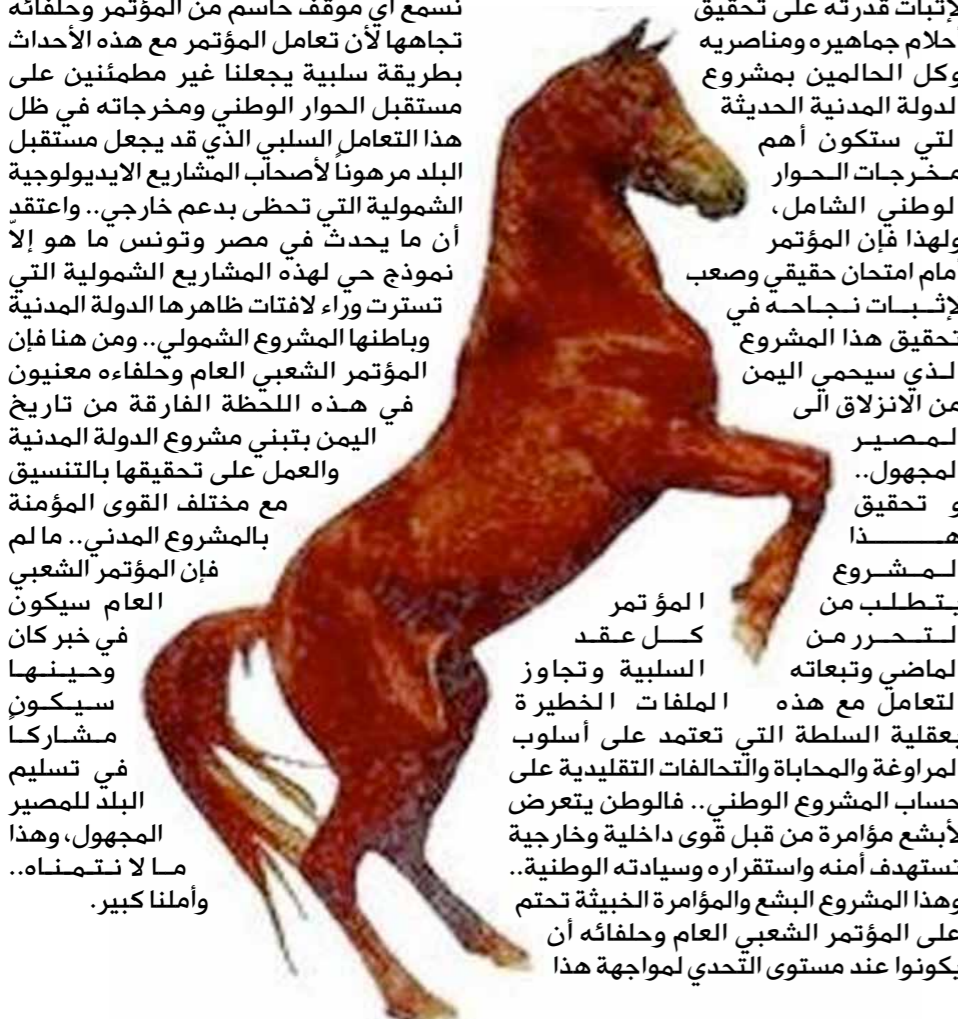 لإثبات قدرته على تحقيق
أحلام جماهيره ومناصريه
وكل الحالمين بمشروع
لدولة المدنية الحديثة
لتي ستكون أهم
مخرجات الحوار
لوطني الشامل،
ولهذا فإن المؤتمر
أمام امتحان حقيقي وصعب
لإثبات نجاحه في
تحقيق هذا المشروع
لذي سيحمي اليمن
من الانزلاق الى
لمصير
لمجهول..
و تحقيق
هذا
لمشروع
يتطلب من المؤتمر
لتحرر من كل عقد
لماضي وتبعاته السلبية وتجاوز
لتعامل مع هذه الملفات الخطيرة
بعقلية السلطة التي تعتمد على أسلوب
لمراوغة والمحاباة والتحالفات التقليدية على
حساب المشروع الوطني.. فالوطن يتعرض
لأبشع مؤامرة من قبل قوى داخلية وخارجية
تستهدف أمنه واستقراره وسيادته الوطنية..
وهذا المشروع البشع والمؤامرة الخبيثة تحتم
على المؤتمر الشعبي العام وحلفائه أن
يكونوا عند مستوى التحدي لمواجهة هذا
نسمع أي موقف حاسم من المؤتمر وحلفائه
تجاهها لأن تعامل المؤتمر مع هذه الأحداث
بطريقة سلبية يجعلنا غير مطمئنين على
مستقبل الحوار الوطني ومخرجاته في ظل
هذا التعامل السلبي الذي قد يجعل مستقبل
البلد مرهوناً لأصحاب المشاريع الايديولوجية
الشمولية التي تحظى بدعم خارجي.. واعتقد
أن ما يحدث في مصر وتونس ما هو إلاّ
نموذج حي لهذه المشاريع الشمولية التي
تسترت وراء لافتات ظاهرها الدولة المدنية
وباطنها المشروع الشمولي.. ومن هنا فإن
المؤتمر الشعبي العام وحلفاءه معنيون
في هذه اللحظة الفارقة من تاريخ
اليمن بتبني مشروع الدولة المدنية
والعمل على تحقيقها بالتنسيق
مع مختلف القوى المؤمنة
بالمشروع المدني.. ما لم
فإن المؤتمر الشعبي
العام سيكون
في خبر كان
وحينها
سيكون
مشاركاً
في تسليم
البلد للمصير
المجهول، وهذا
ما لا نتمناه..
وأملنا كبير.